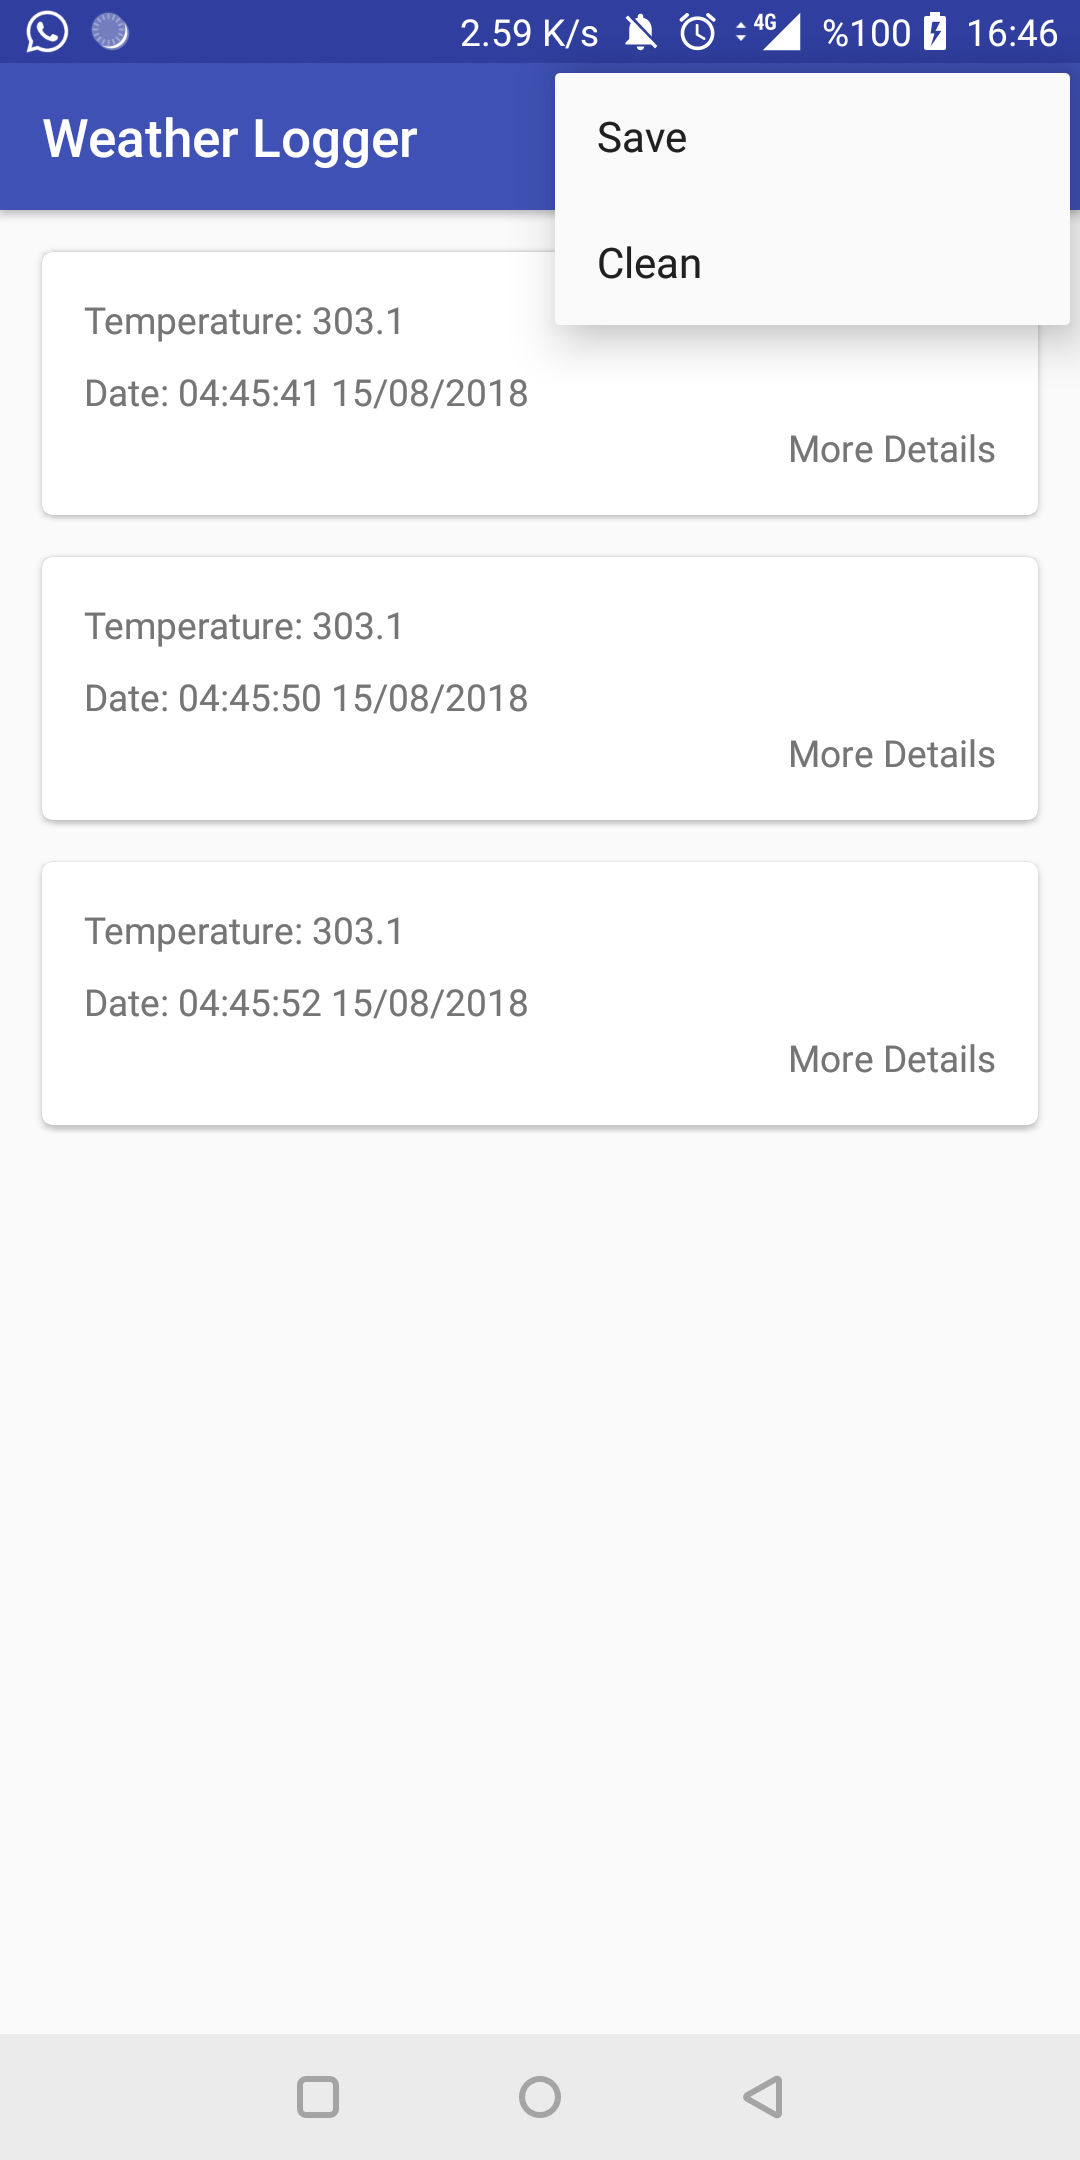 2.59 K/s 4G %100 16:46
Weather Logger
Save
Clean
Temperature: 303.1
Date: 04:45:41 15/08/2018
More Details
Temperature: 303.1
Date: 04:45:50 15/08/2018
More Details
Temperature: 303.1
Date: 04:45:52 15/08/2018
More Details